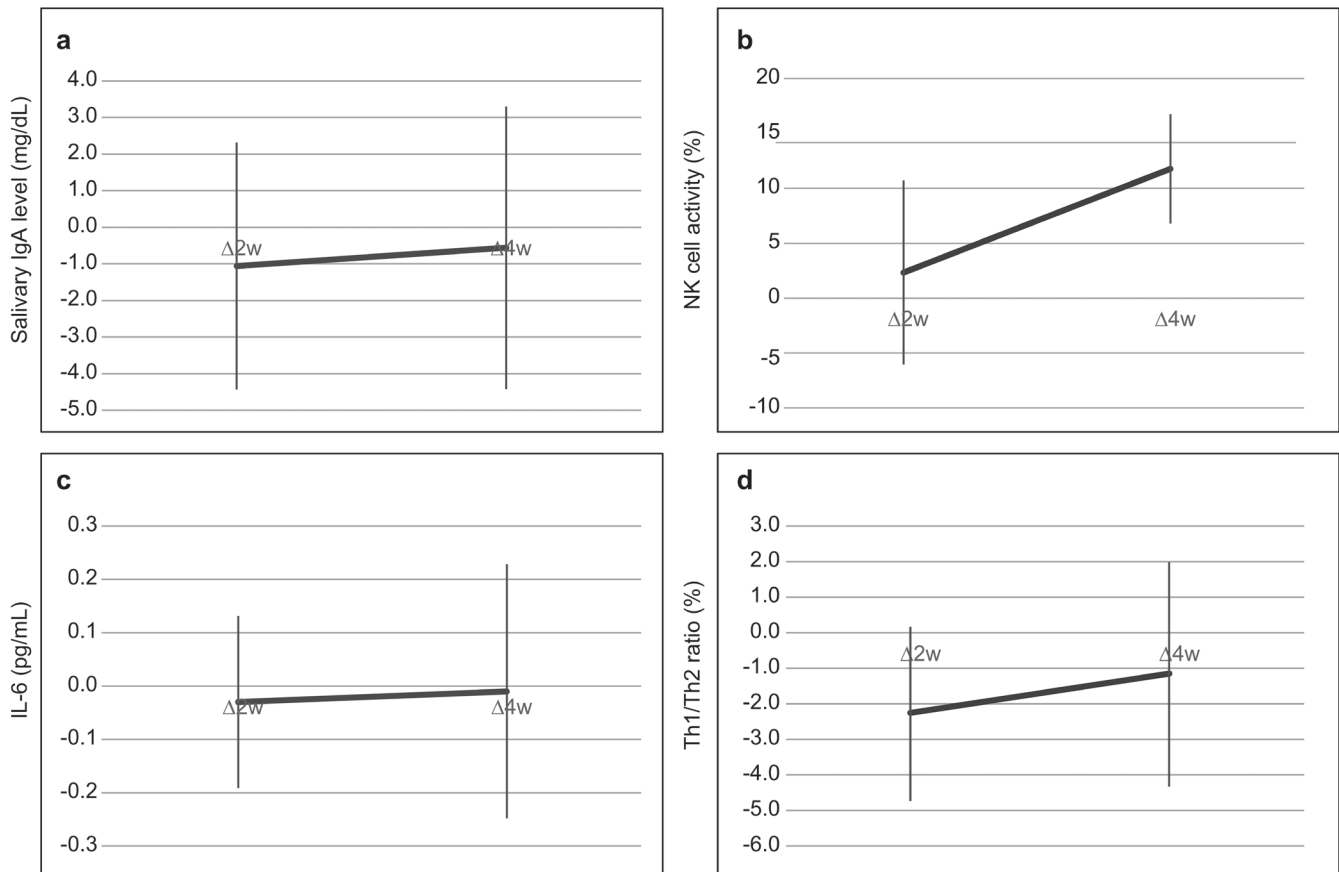 a
Salivary IgA level (mg/dL)
4.0
3.0
2.0
1.0
0.0
-1.0
-2.0
-3.0
-4.0
-5.0
Δ2w
Δ4w
b
NK cell activity (%)
20
15
10
5
0
-5
-10
Δ2w
Δ4w
c
IL-6 (pg/mL)
0.3
0.2
0.1
0.0
-0.1
-0.2
-0.3
Δ2w
Δ4w
d
Th1/Th2 ratio (%)
3.0
2.0
1.0
0.0
-1.0
-2.0
-3.0
-4.0
-5.0
-6.0
Δ2w
Δ4w